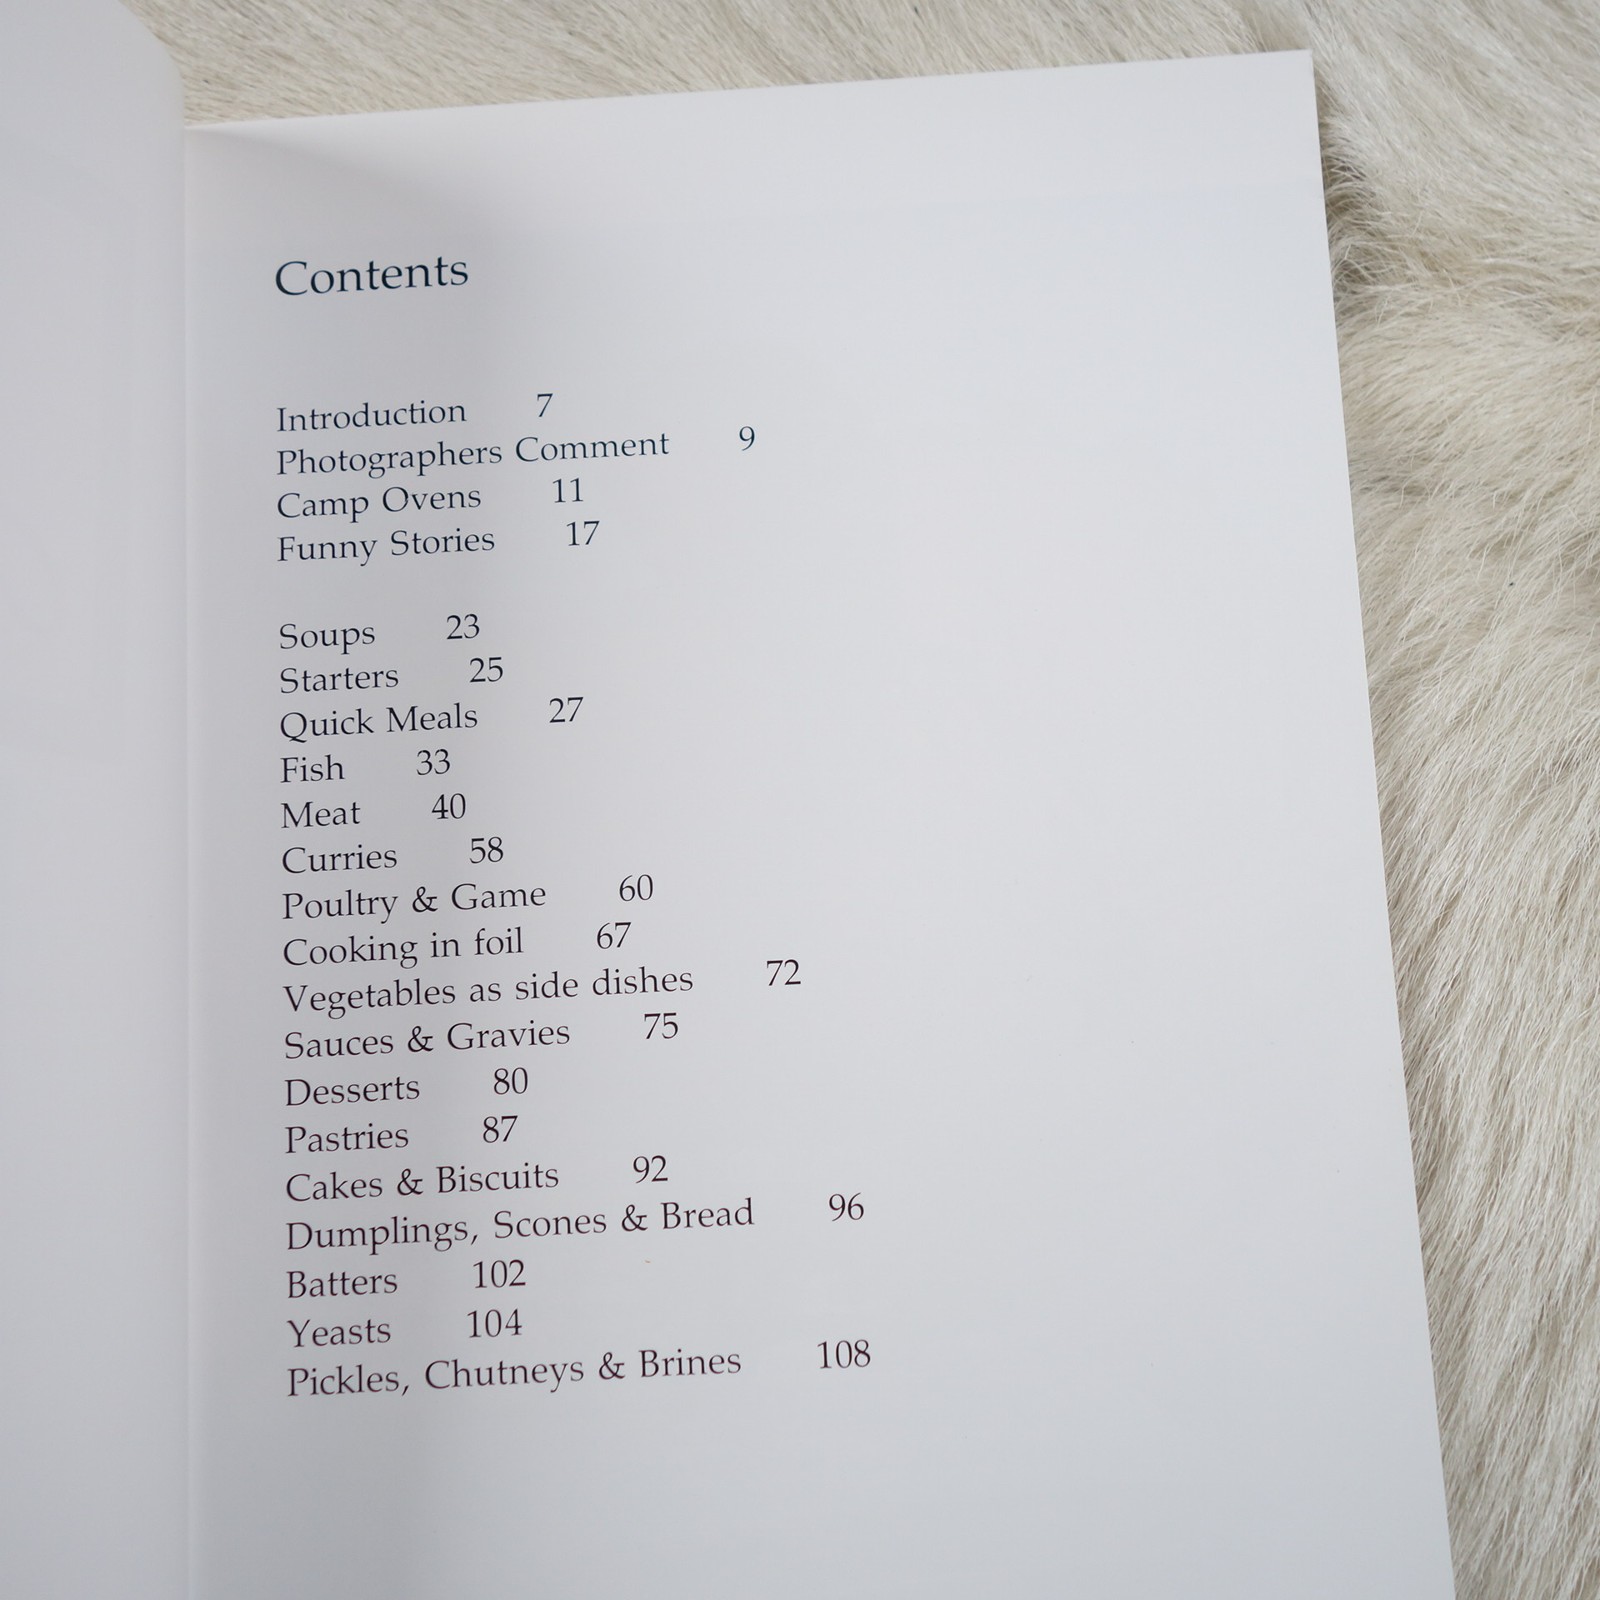 Contents
Introduction 7
Photographers Comment 9
Camp Ovens 11
Funny Stories 17
Soups 23
Starters 25
Quick Meals 27
Fish 33
Meat 40
Curries 58
Poultry & Game 60
Cooking in foil 67
Vegetables as side dishes 72
Sauces & Gravies 75
Desserts 80
Pastries 87
Cakes & Biscuits 92
Dumplings, Scones & Bread 96
Batters 102
Yeasts 104
Pickles, Chutneys & Brines 108